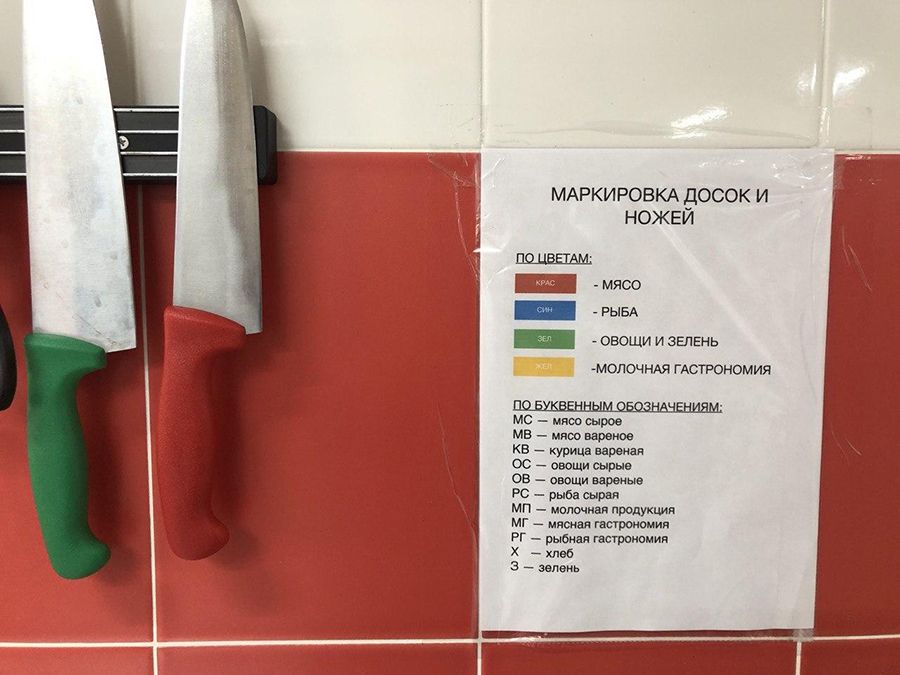 МАРКИРОВКА ДОСОК И
НОЖЕЙ
ПО ЦВЕТАМ:
КРАС - МЯСО
СИН - РЫБА
ЗЕЛ - ОВОЩИ И ЗЕЛЕНЬ
ЖЕЛ -МОЛОЧНАЯ ГАСТРОНОМИЯ
ПО БУКВЕННЫМ ОБОЗНАЧЕНИЯМ:
МС — мясо сырое
МВ — мясо вареное
КВ — курица вареная
ОС — овощи сырые
ОВ — овощи вареные
РС — рыба сырая
МП — молочная продукция
МГ — мясная гастрономия
РГ — рыбная гастрономия
Х — хлеб
З — зелень